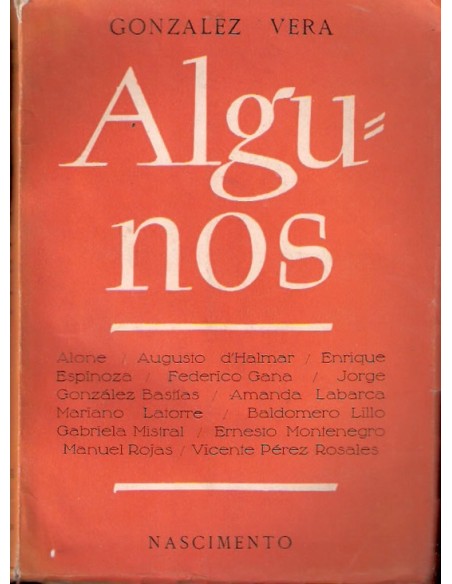 GONZALEZ VERA
Algu=
nos
Alone / Augusto d'Halmar / Enrique
Espinoza / Federico Gana / Jorge
González Bastías / Amanda Labarca
Mariano Latorre / Baldomero Lillo
Gabriela Mistral / Ernesto Montenegro
Manuel Rojas / Vicente Pérez Rosales
NASCIMENTO